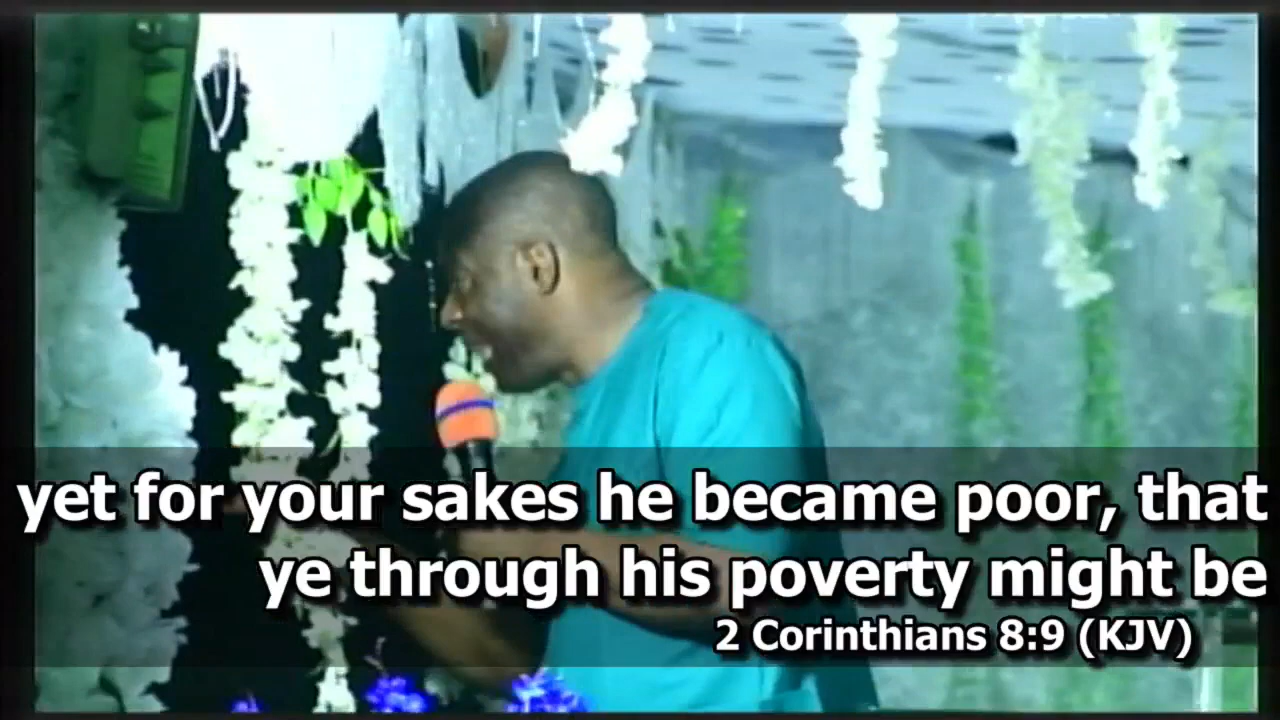 yet for your sakes he became poor, that
ye through his poverty might be
2 Corinthians 8:9 (KJV)